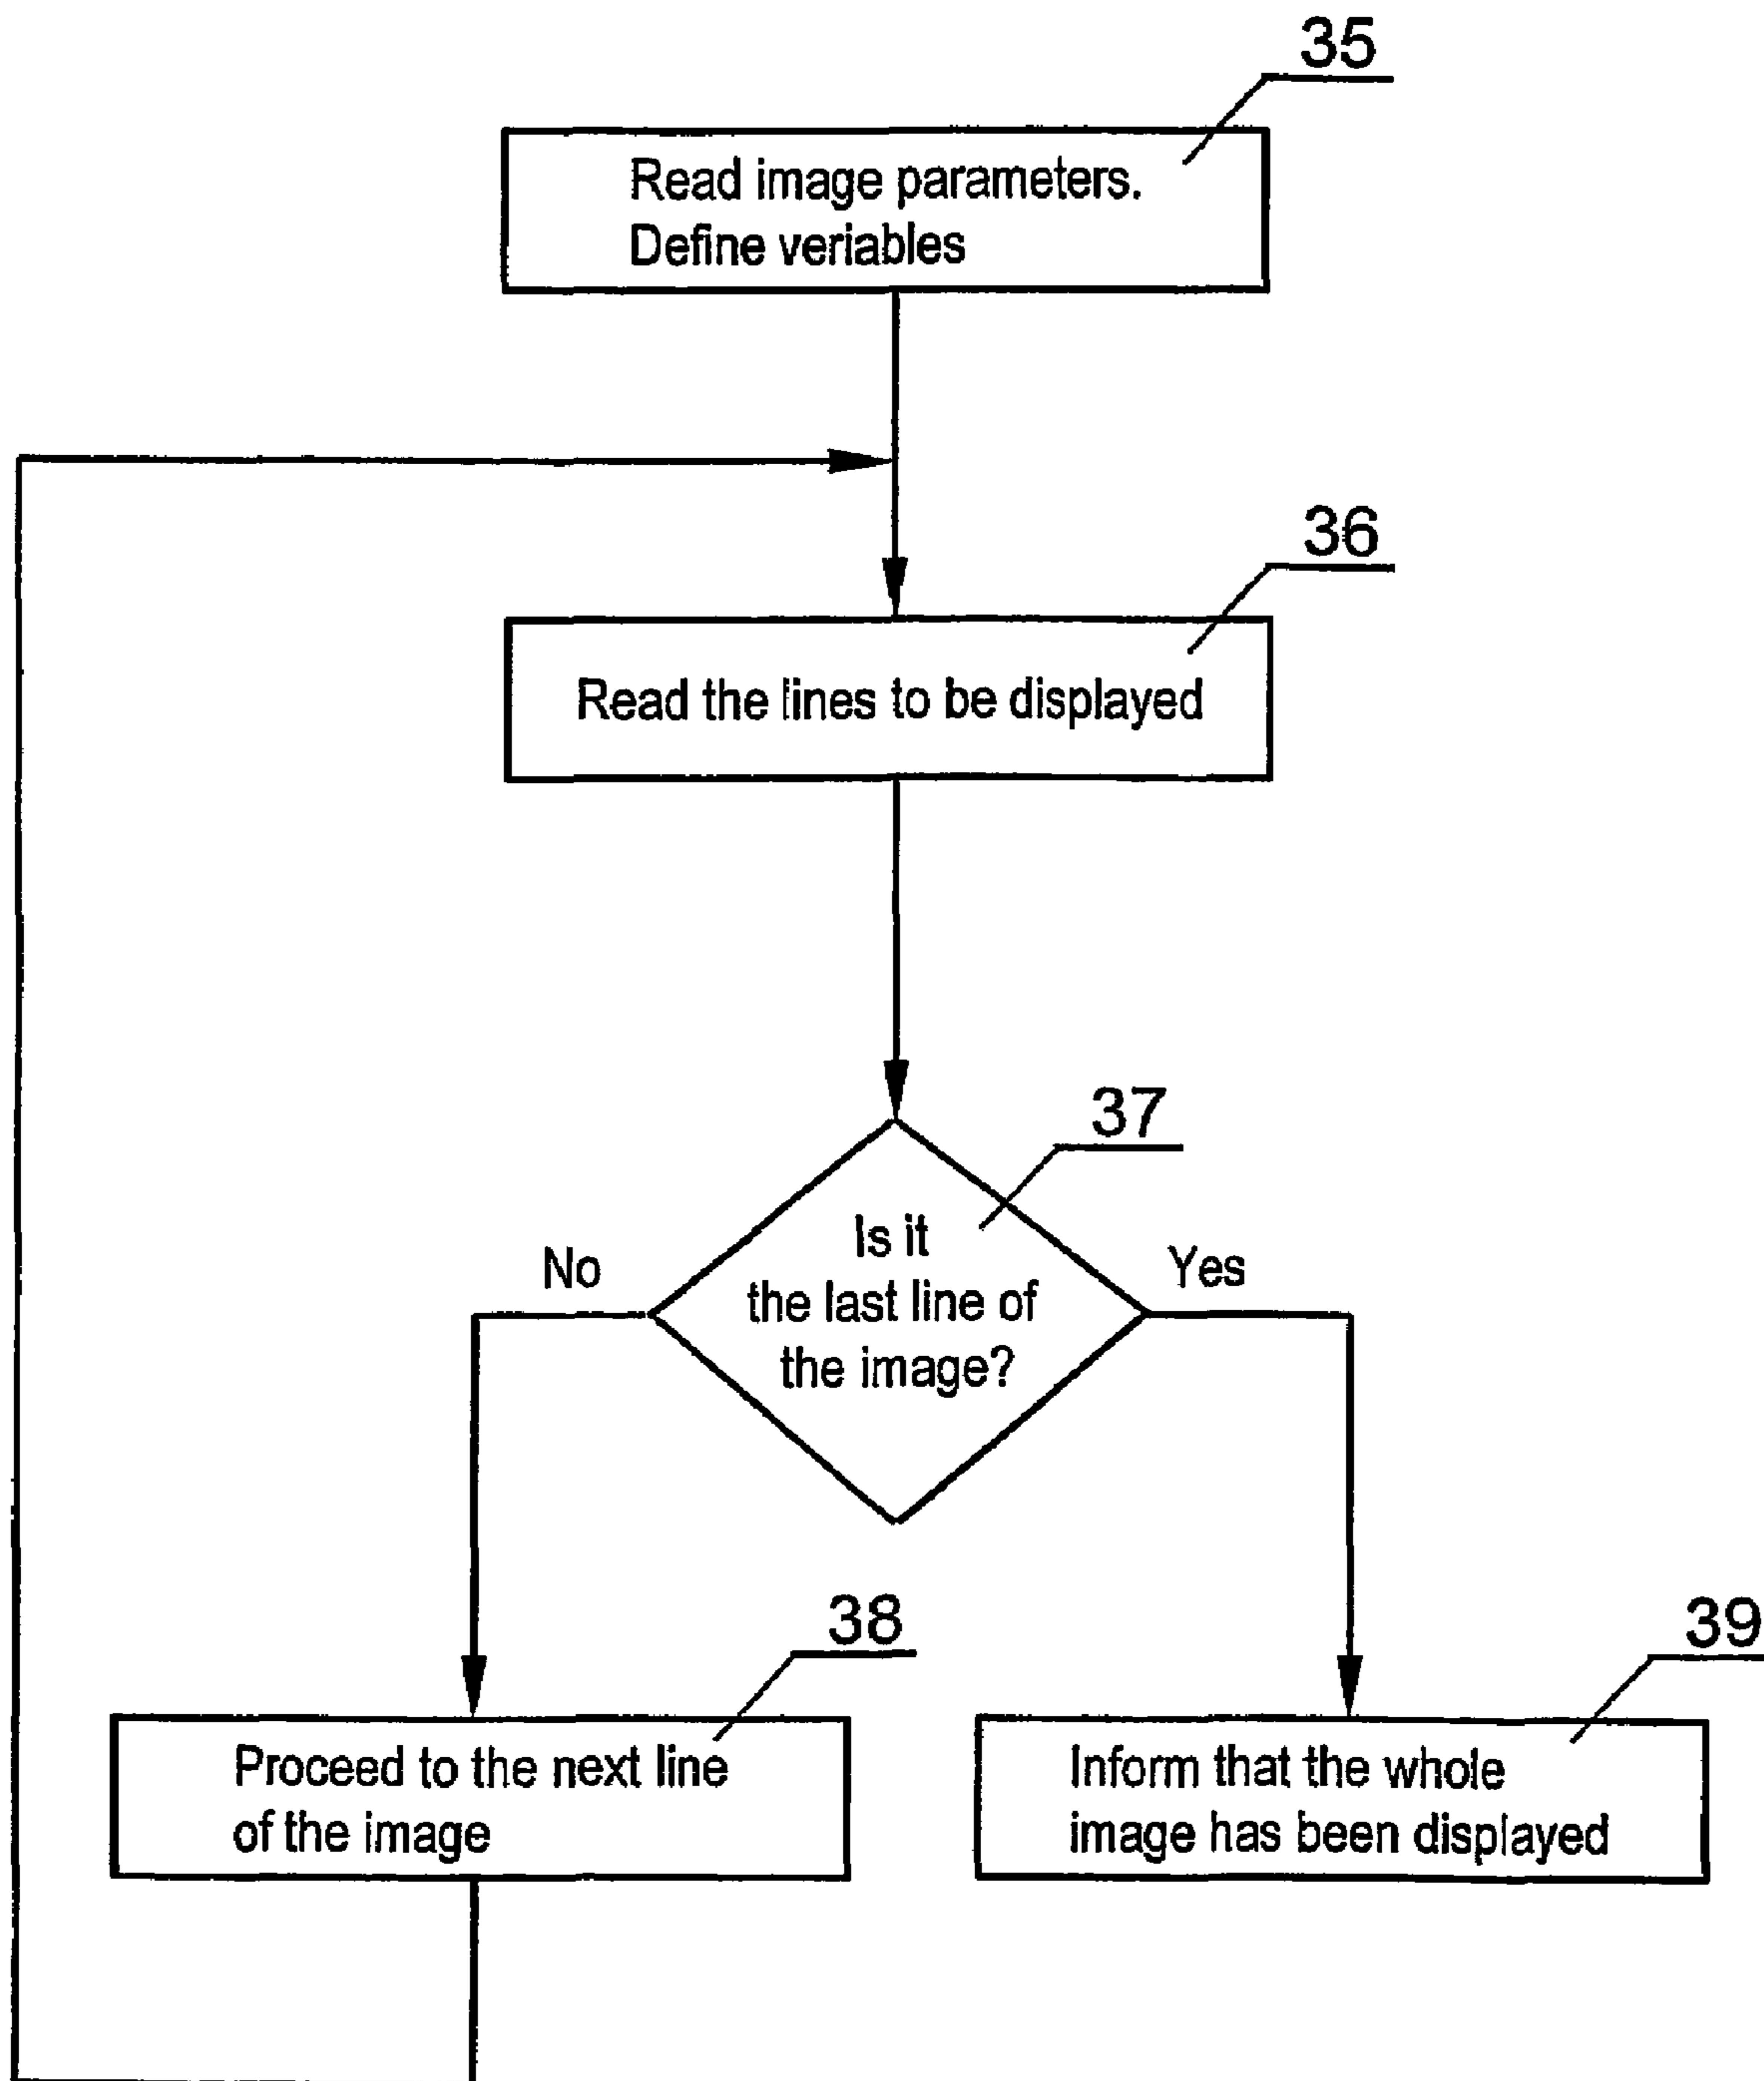 35
Read image parameters.
Define veriables
36
Read the lines to be displayed
37
Is it
the last line of
the image?
No
Yes
38
Proceed to the next line
of the image
39
Inform that the whole
image has been displayed